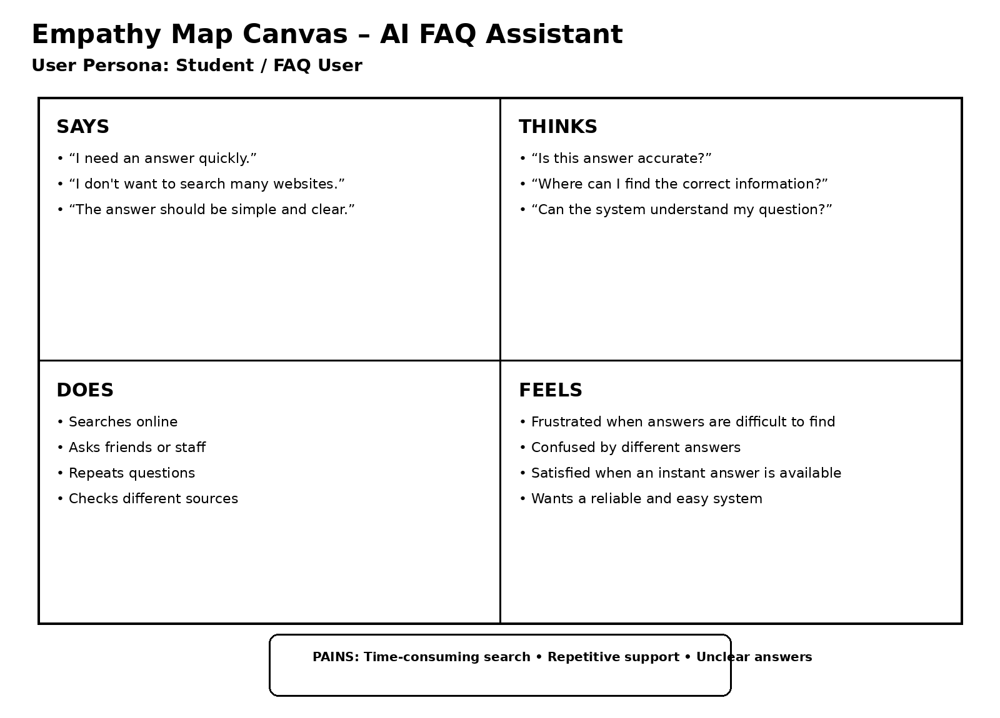 Empathy Map Canvas – AI FAQ Assistant
User Persona: Student / FAQ User
SAYS
• “I need an answer quickly.”
• “I don't want to search many websites.”
• “The answer should be simple and clear.”
THINKS
• “Is this answer accurate?”
• “Where can I find the correct information?”
• “Can the system understand my question?”
DOES
• Searches online
• Asks friends or staff
• Repeats questions
• Checks different sources
FEELS
• Frustrated when answers are difficult to find
• Confused by different answers
• Satisfied when an instant answer is available
• Wants a reliable and easy system
PAINS: Time-consuming search • Repetitive support • Unclear answers